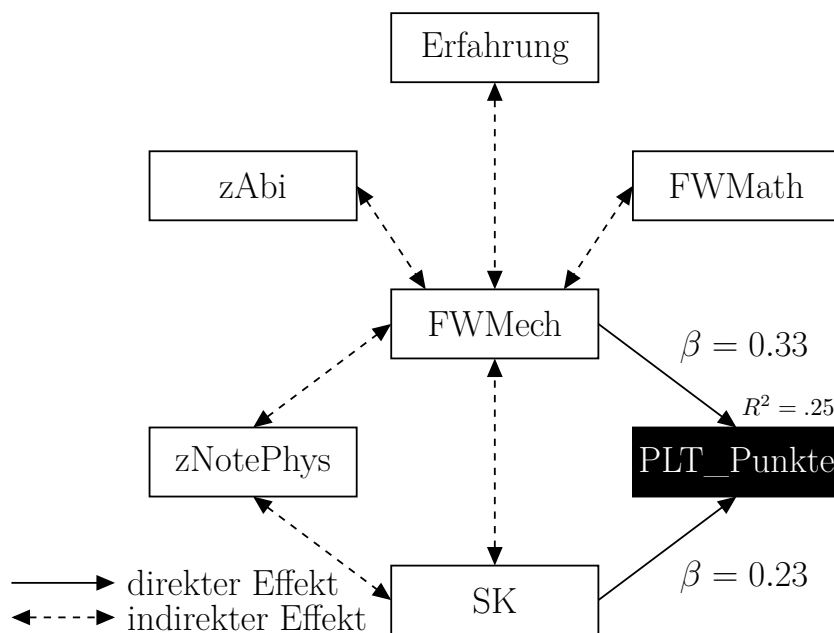 Erfahrung
zAbi
FWMath
FWMech
β = 0.33
R² = .25
zNotePhys
PLT_Punkte
direkter Effekt
indirekter Effekt
SK
β = 0.23